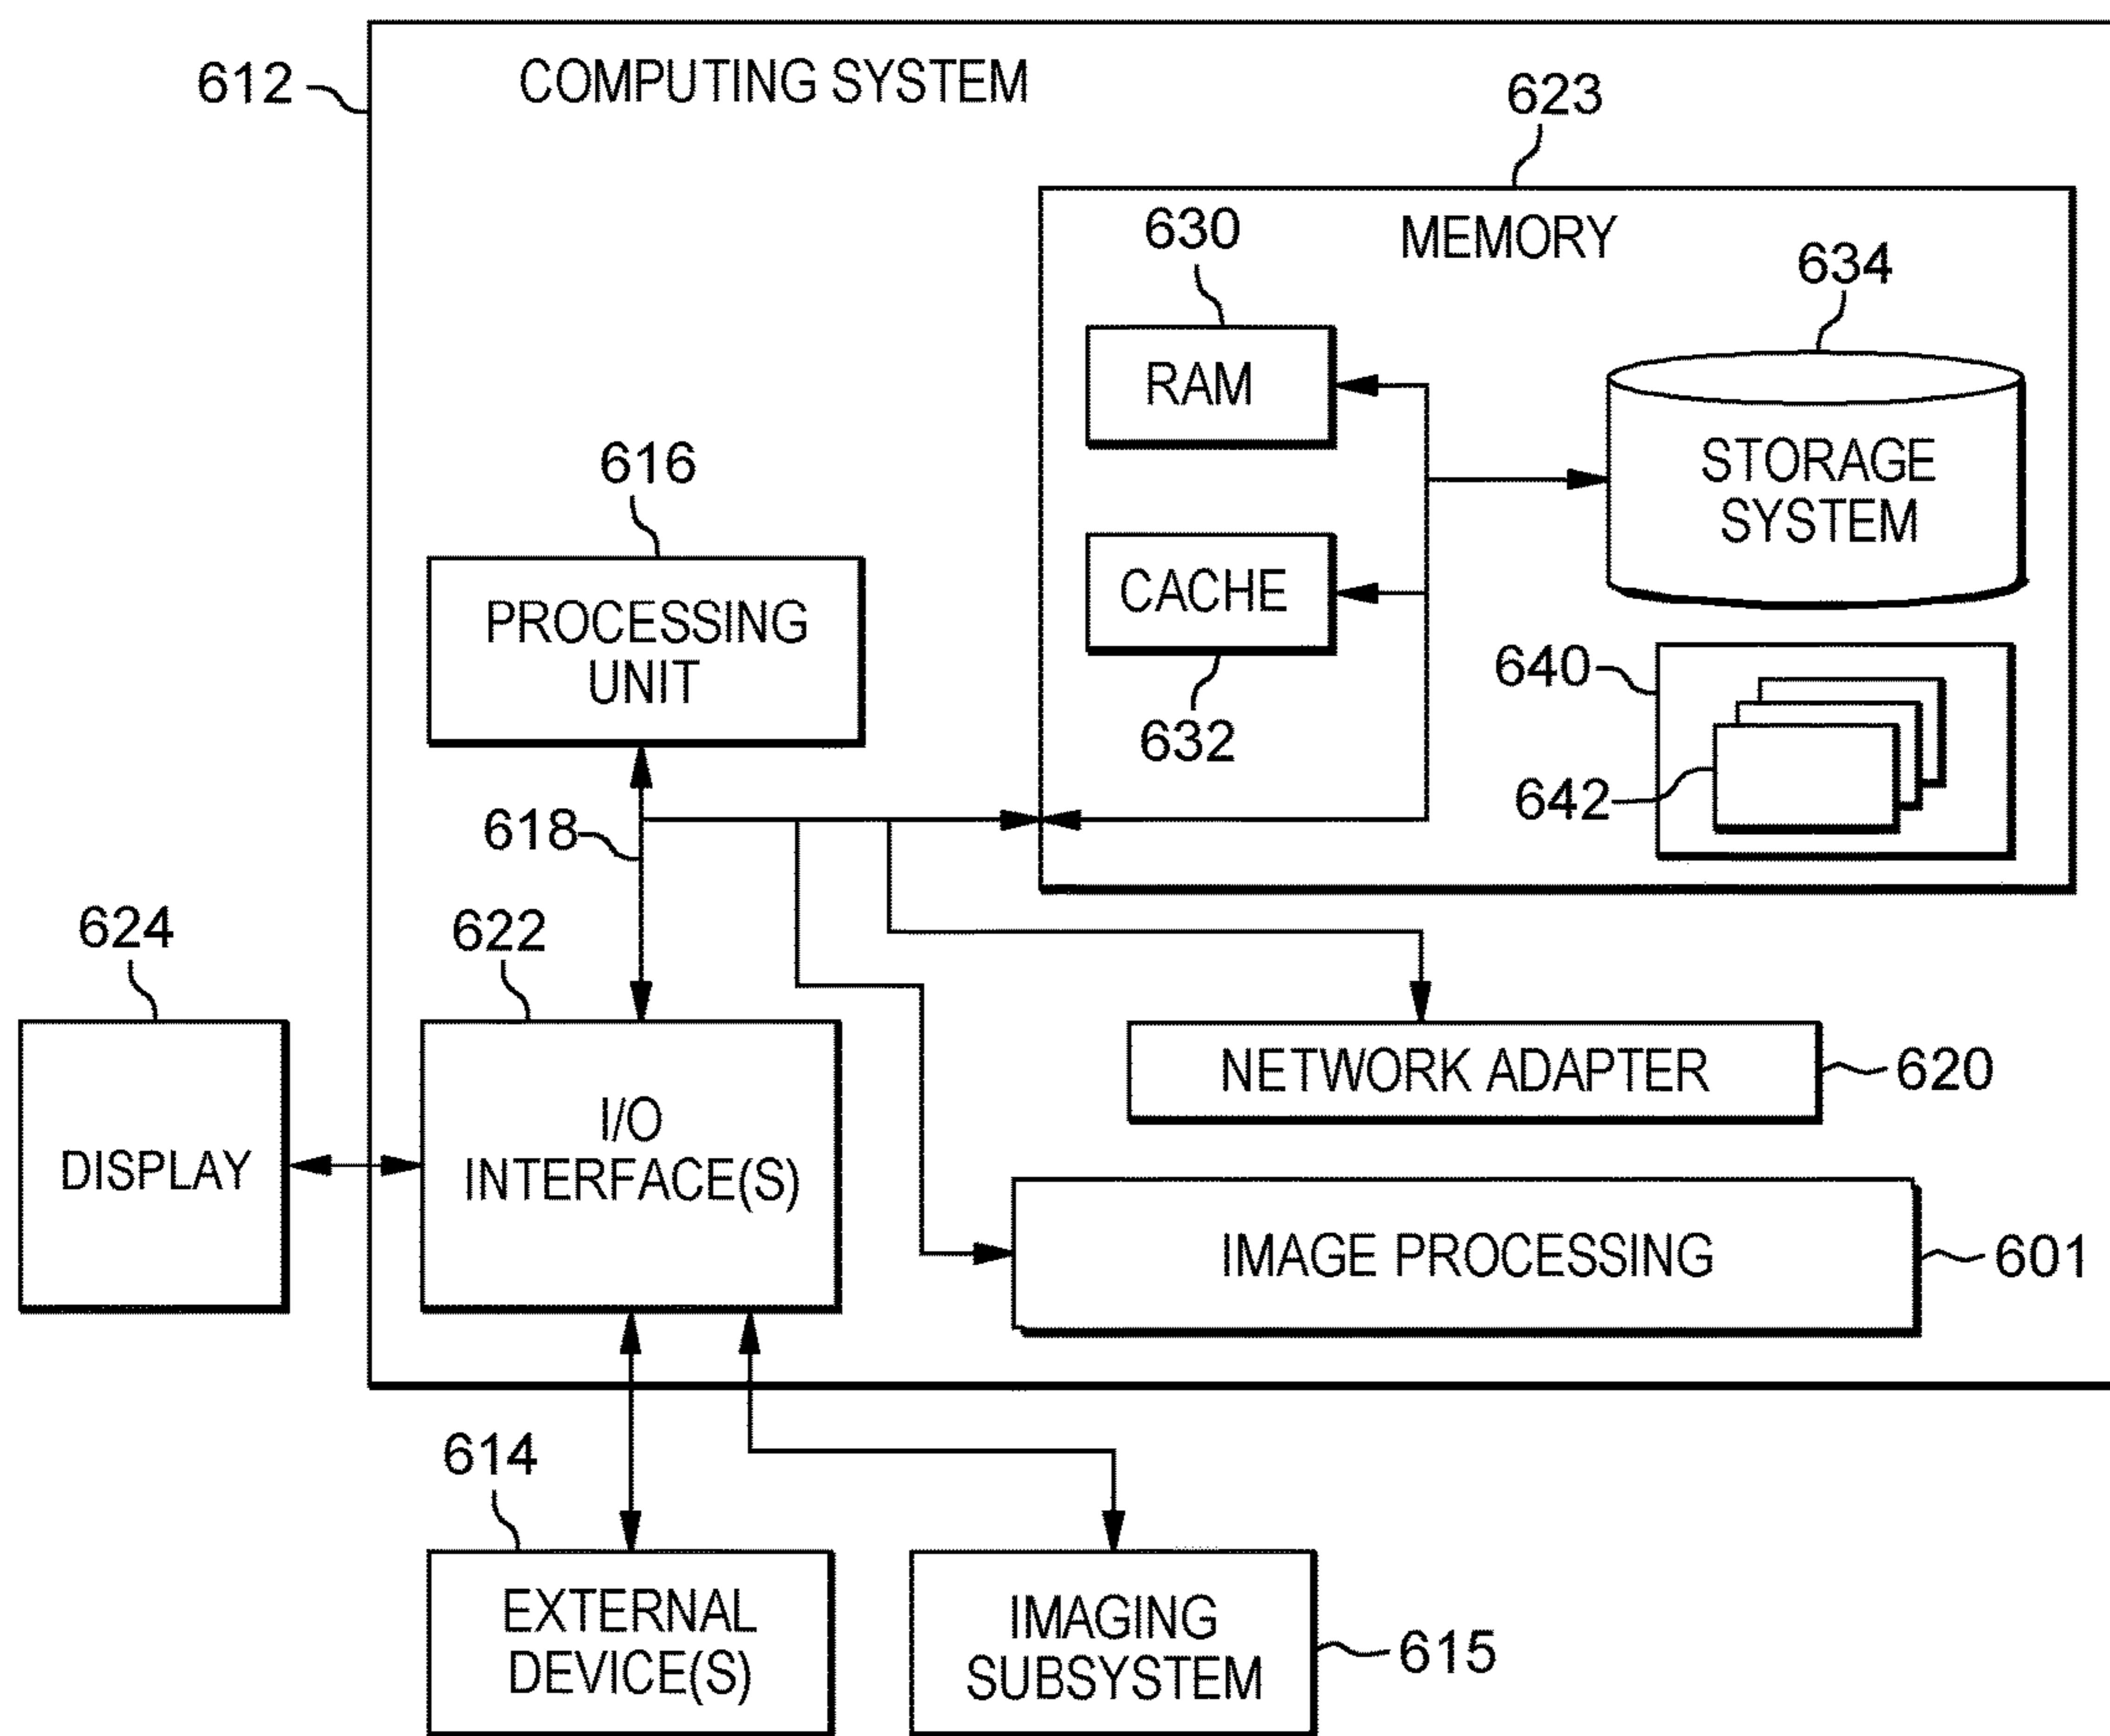 612
COMPUTING SYSTEM
623
MEMORY
630
634
RAM
STORAGE
SYSTEM
616
CACHE
PROCESSING
UNIT
640
632
642
618
624
622
NETWORK ADAPTER
620
I/O
INTERFACE(S)
DISPLAY
IMAGE PROCESSING
601
614
EXTERNAL
DEVICE(S)
IMAGING
SUBSYSTEM
615